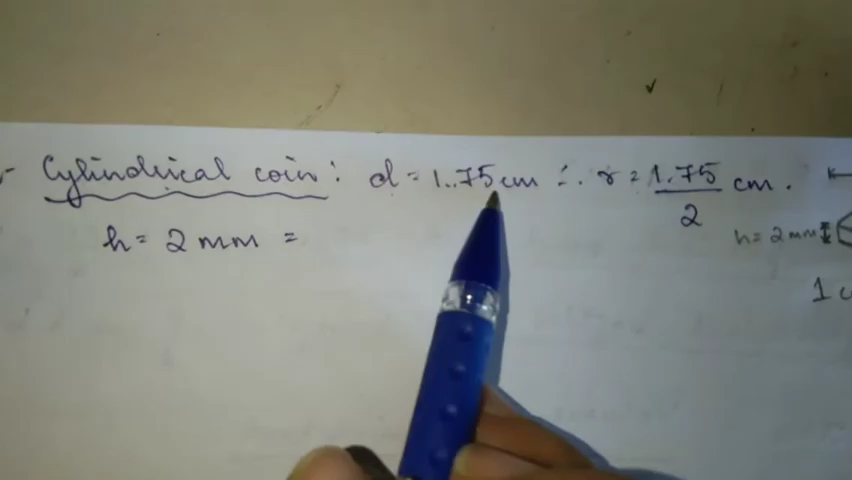 Cylindrical coin : d = 1.75 cm ∴ r = 1.75/2 cm.
h = 2 mm =
h = 2 mm
1